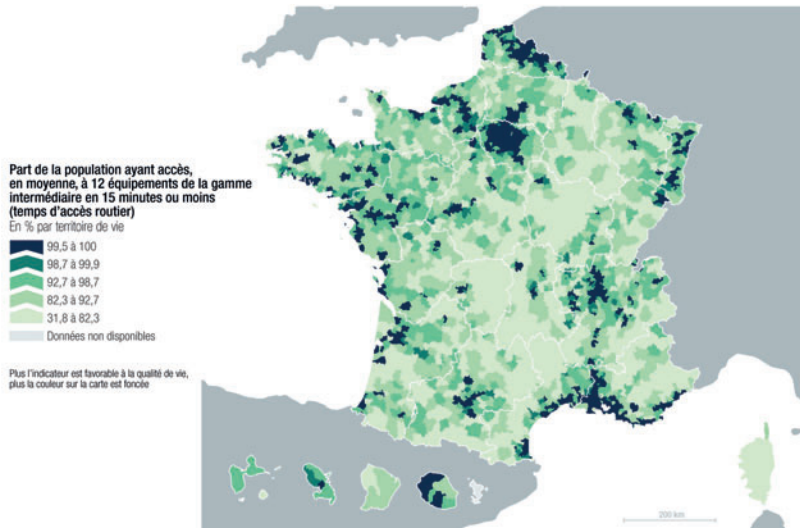 Part de la population ayant accès,
en moyenne, à 12 équipements de la gamme
intermédiaire en 15 minutes ou moins
(temps d'accès routier)
En % par territoire de vie
99,5 à 100
98,7 à 99,9
92,7 à 98,7
82,3 à 92,7
31,8 à 82,3
Données non disponibles
Plus l'indicateur est favorable à la qualité de vie,
plus la couleur sur la carte est foncée
200 km